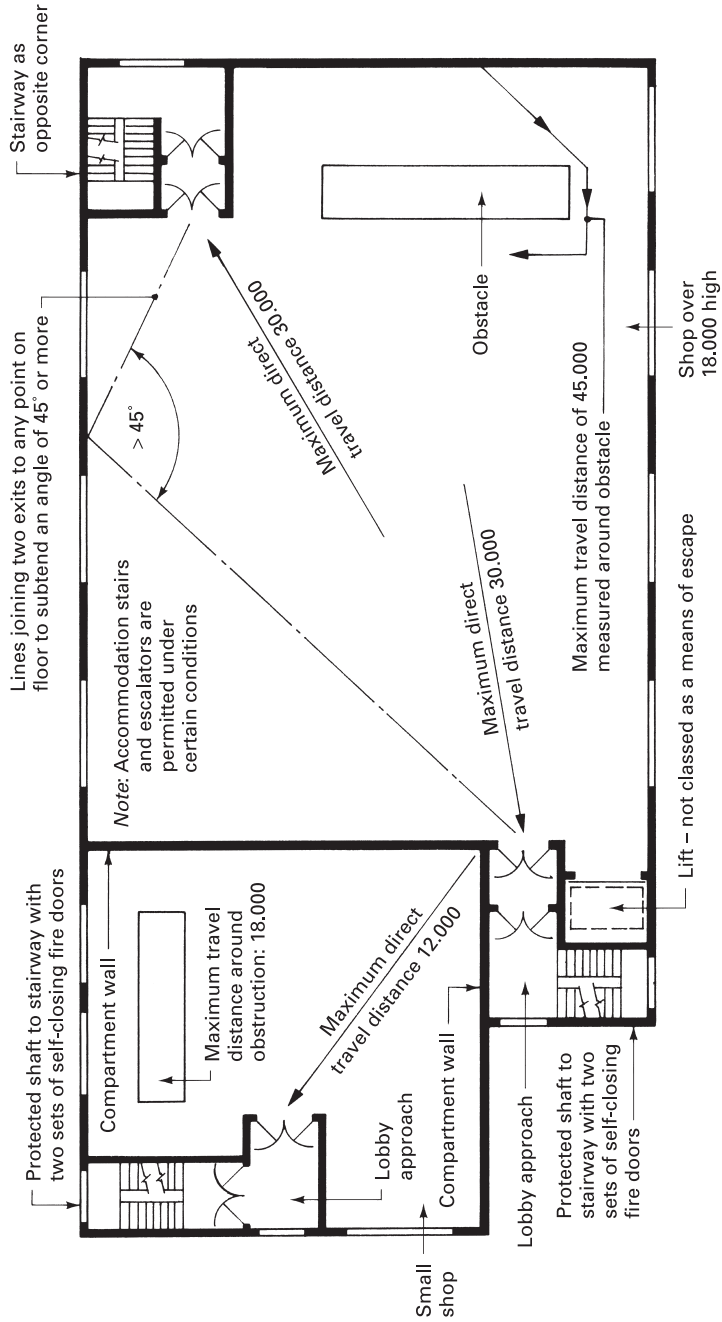 Stairway as
opposite corner
Lines joining two exits to any point on
floor to subtend an angle of 45° or more
Protected shaft to stairway with
two sets of self-closing fire doors
Note: Accommodation stairs
and escalators are
permitted under
certain conditions
> 45°
Maximum direct
travel distance 30.000
Compartment wall
Maximum travel
distance around
obstruction: 18.000
Maximum direct
travel distance 12.000
Lobby
approach
Compartment wall
Small
shop
Maximum direct
travel distance 30.000
Obstacle
Maximum travel distance of 45.000
measured around obstacle
Lobby approach
Protected shaft to
stairway with two
sets of self-closing
fire doors
Lift – not classed as a means of escape
Shop over
18.000 high